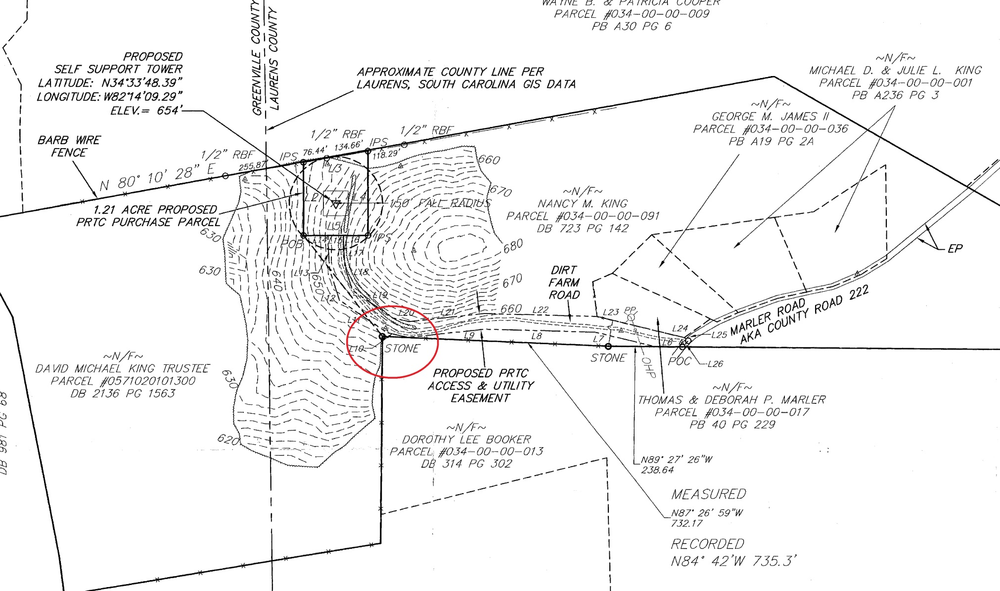 WAYNE B. & PATRICIA COOPER
PARCEL #034-00-00-009
PB A30 PG 6
GREENVILLE COUNTY
LAURENS COUNTY
PROPOSED
SELF SUPPORT TOWER
LATITUDE: N34°33'48.39"
LONGITUDE: W82°14'09.29"
ELEV.= 654'
APPROXIMATE COUNTY LINE PER
LAURENS, SOUTH CAROLINA GIS DATA
~N/F~
MICHAEL D. & JULIE L. KING
PARCEL #034-00-00-001
PB A236 PG 3
~N/F~
GEORGE M. JAMES II
PARCEL #034-00-00-036
PB A19 PG 2A
BARB WIRE
FENCE
1/2" RBF
1/2" RBF
1/2" RBF
IPS
IPS
76.44'
134.66'
118.29'
255.87'
N 80° 10' 28" E
L3
L2
L4
L5
150' FALL RADIUS
1.21 ACRE PROPOSED
PRTC PURCHASE PARCEL
660
670
680
670
660
~N/F~
NANCY M. KING
PARCEL #034-00-00-091
DB 723 PG 142
630
630
640
650
POB
L14
L15
L16
IPS
L17
L18
L13
L12
L19
L11
L20
L21
L22
L23
PP
L24
L25
L26
EP
DIRT
FARM
ROAD
MARLER ROAD
AKA COUNTY ROAD 222
L10
STONE
L9
L8
L7
L6
STONE
POC
OHP
PROPOSED PRTC
ACCESS & UTILITY
EASEMENT
~N/F~
DAVID MICHAEL KING TRUSTEE
PARCEL #0571020101300
DB 2136 PG 1563
630
620
DB 981 PG 68
~N/F~
THOMAS & DEBORAH P. MARLER
PARCEL #034-00-00-017
PB 40 PG 229
~N/F~
DOROTHY LEE BOOKER
PARCEL #034-00-00-013
DB 314 PG 302
N89° 27' 26"W
238.64
MEASURED
N87° 26' 59"W
732.17
RECORDED
N84° 42'W 735.3'